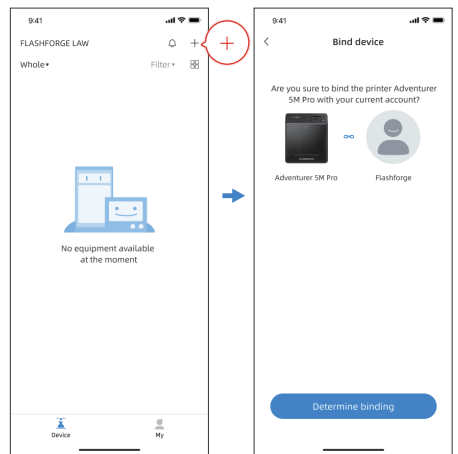 9:41
FLASHFORGE LAW
Whole
Filter
No equipment available
at the moment
Device
My
9:41
Bind device
Are you sure to bind the printer Adventurer
5M Pro with your current account?
Adventurer 5M Pro
Flashforge
Determine binding